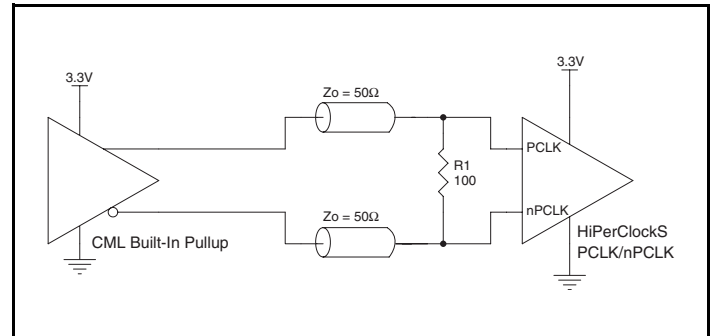 3.3V
3.3V
Zo = 50Ω
PCLK
R1
100
nPCLK
Zo = 50Ω
CML Built-In Pullup
HiPerClockS
PCLK/nPCLK